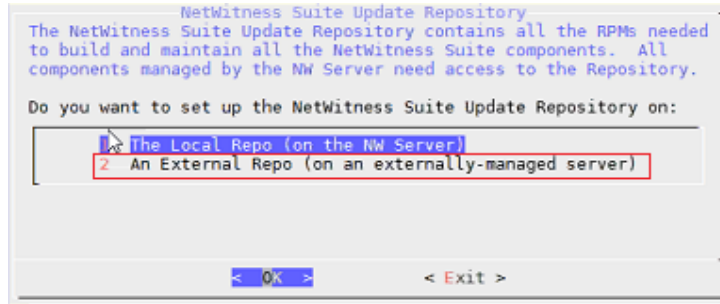 NetWitness Suite Update Repository
The NetWitness Suite Update Repository contains all the RPMs needed
to build and maintain all the NetWitness Suite components. All
components managed by the NW Server need access to the Repository.
Do you want to set up the NetWitness Suite Update Repository on:
1 The Local Repo (on the NW Server)
2 An External Repo (on an externally-managed server)
< OK > < Exit >